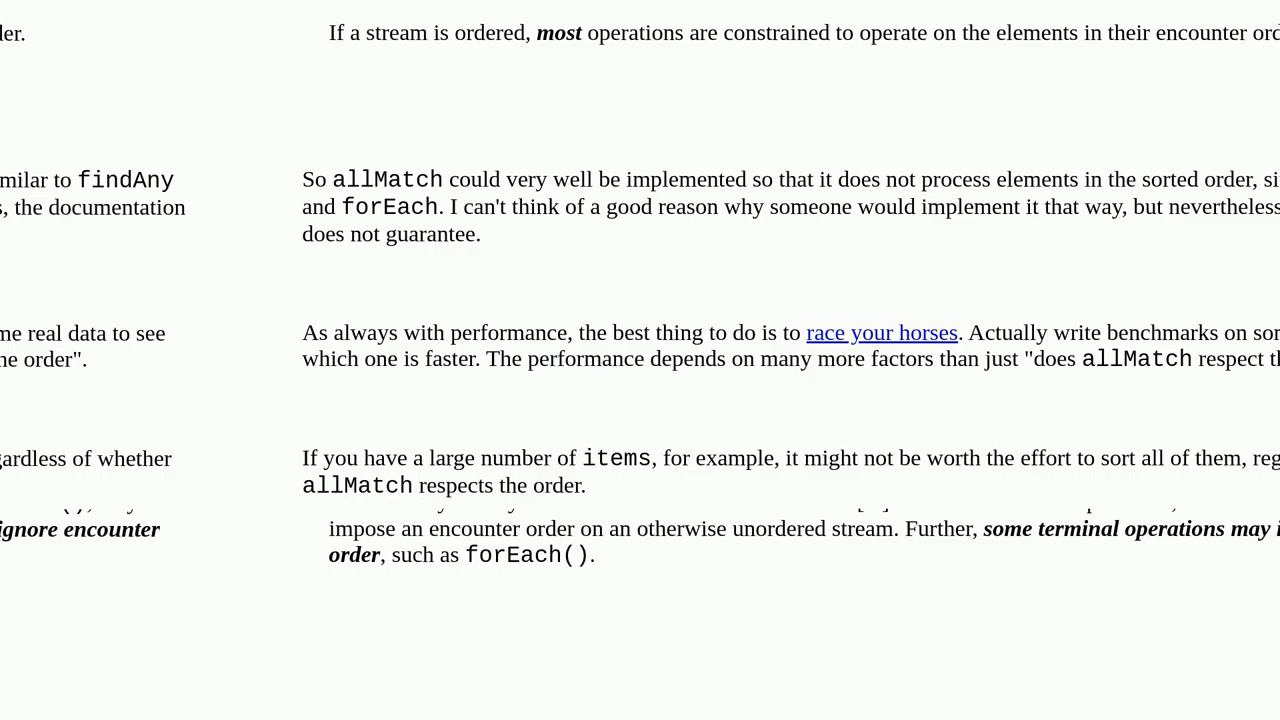 ler.
milar to findAny
s, the documentation
me real data to see
he order".
gardless of whether
ignore encounter
If a stream is ordered, most operations are constrained to operate on the elements in their encounter ord
So allMatch could very well be implemented so that it does not process elements in the sorted order, si
and forEach. I can't think of a good reason why someone would implement it that way, but nevertheless
does not guarantee.
As always with performance, the best thing to do is to race your horses. Actually write benchmarks on so
which one is faster. The performance depends on many more factors than just "does allMatch respect t
If you have a large number of items, for example, it might not be worth the effort to sort all of them, reg
allMatch respects the order.
impose an encounter order on an otherwise unordered stream. Further, some terminal operations may i
order, such as forEach().